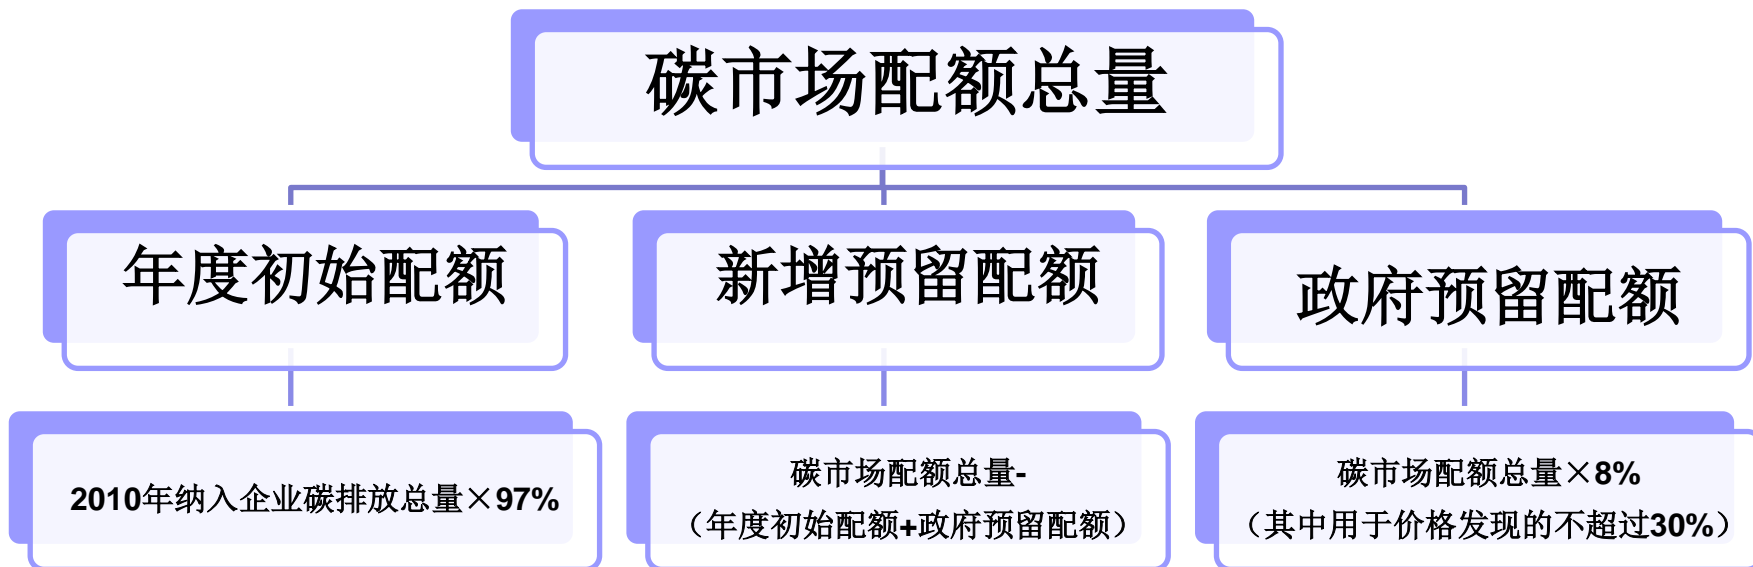 碳市场配额总量
年度初始配额
新增预留配额
政府预留配额
2010年纳入企业碳排放总量×97%
碳市场配额总量-
（年度初始配额+政府预留配额）
碳市场配额总量×8%
（其中用于价格发现的不超过30%）